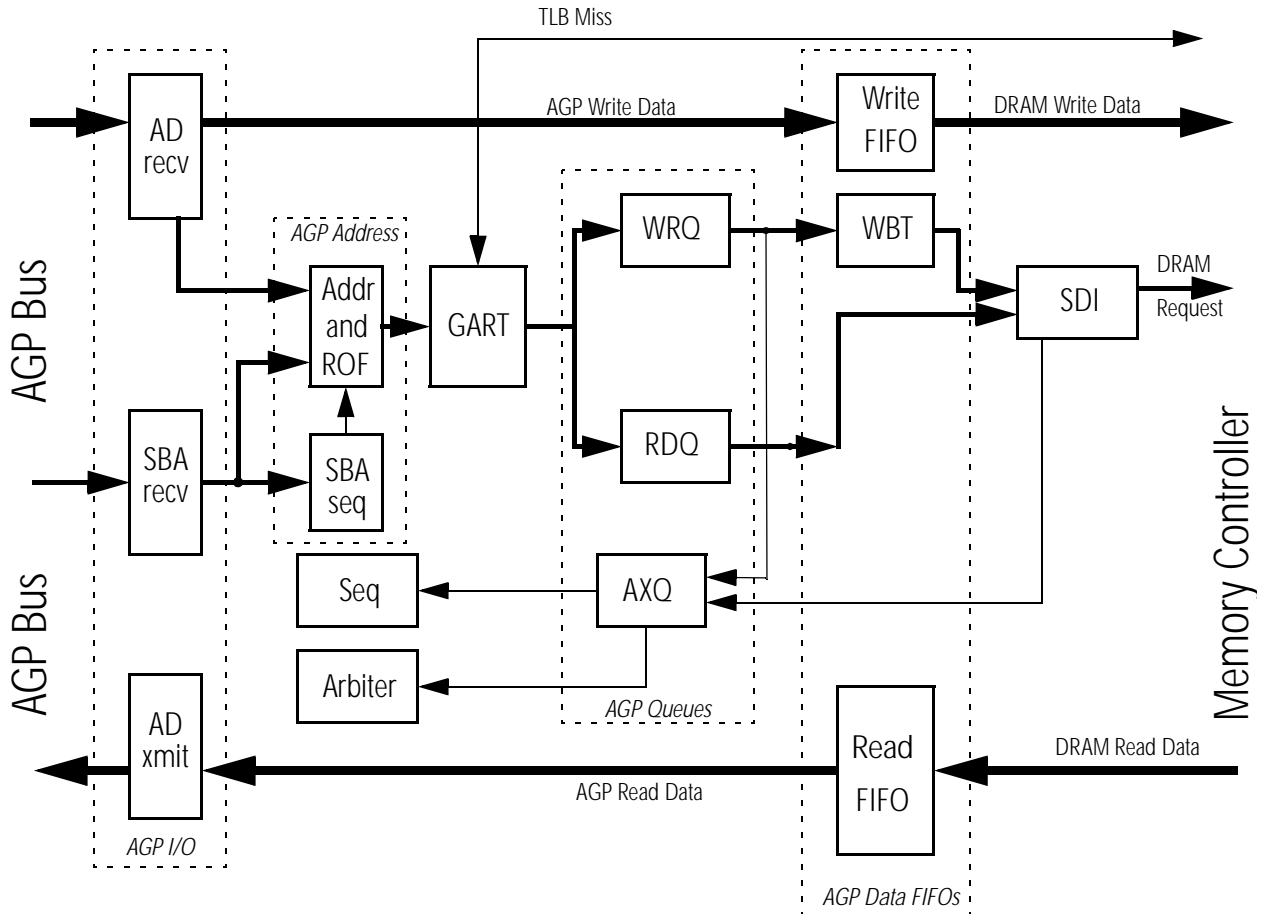 TLB Miss
AD
recv
AGP Write Data
Write
FIFO
DRAM Write Data
AGP Address
WRQ
WBT
AGP Bus
Addr
and
ROF
GART
SDI
DRAM
Request
SBA
recv
SBA
seq
RDQ
Memory Controller
Seq
AXQ
AGP Bus
Arbiter
AGP Queues
AD
xmit
Read
FIFO
DRAM Read Data
AGP Read Data
AGP I/O
AGP Data FIFOs